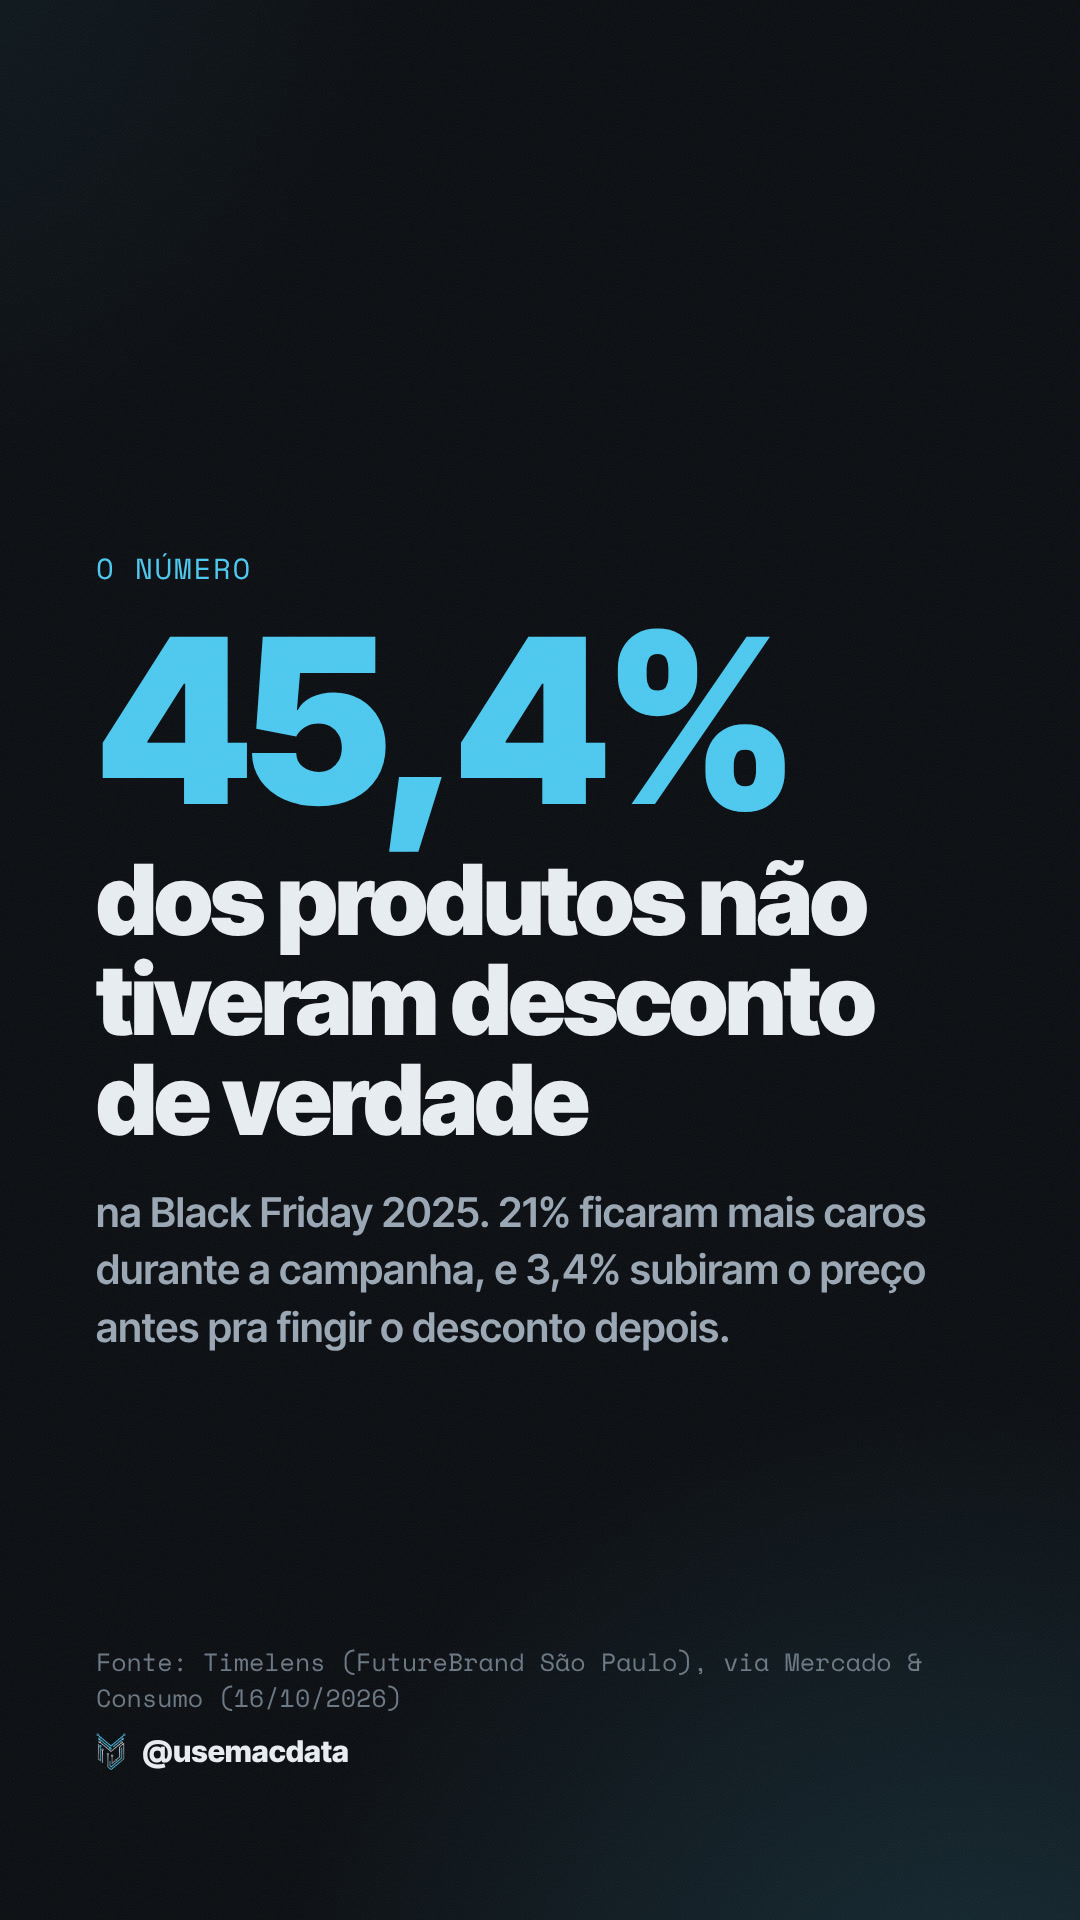 O NÚMERO
45,4%
dos produtos não
tiveram desconto
de verdade
na Black Friday 2025. 21% ficaram mais caros
durante a campanha, e 3,4% subiram o preço
antes pra fingir o desconto depois.
Fonte: Timelens (FutureBrand São Paulo), via Mercado &
Consumo (16/10/2026)
@usemacdata